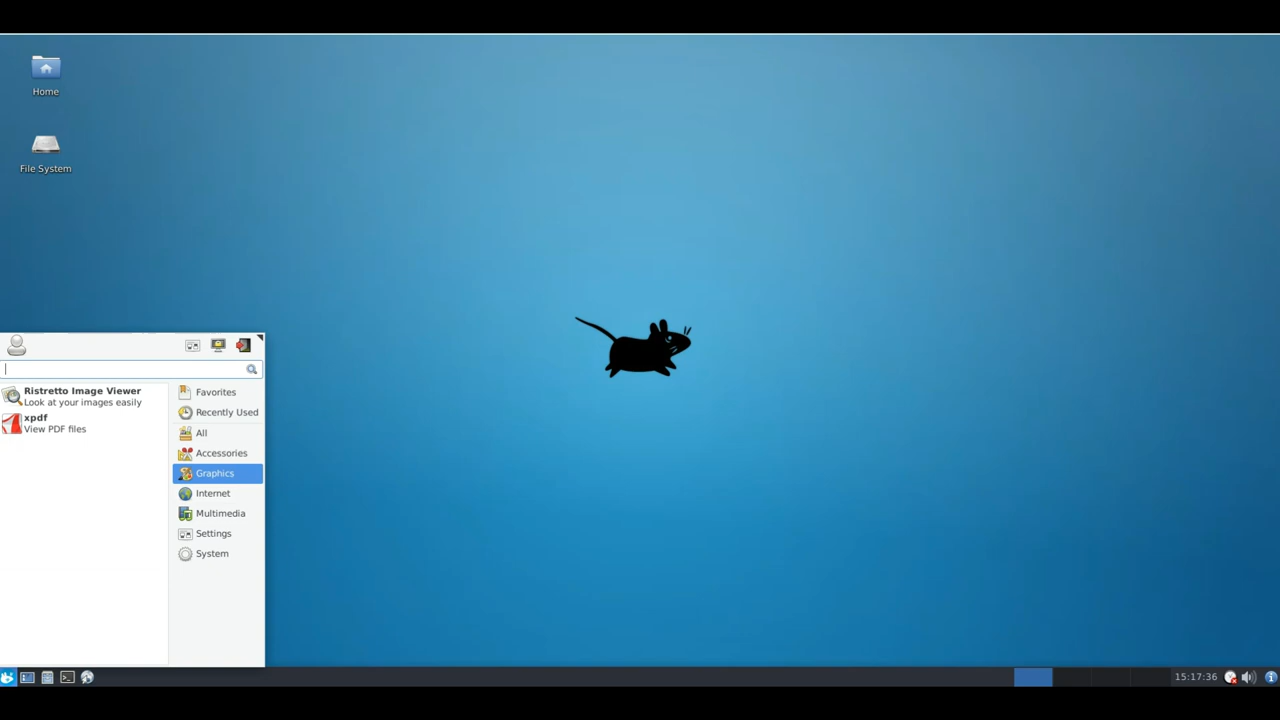 Home
File System
Ristretto Image Viewer
Look at your images easily
xpdf
View PDF files
Favorites
Recently Used
All
Accessories
Graphics
Internet
Multimedia
Settings
System
15:17:36